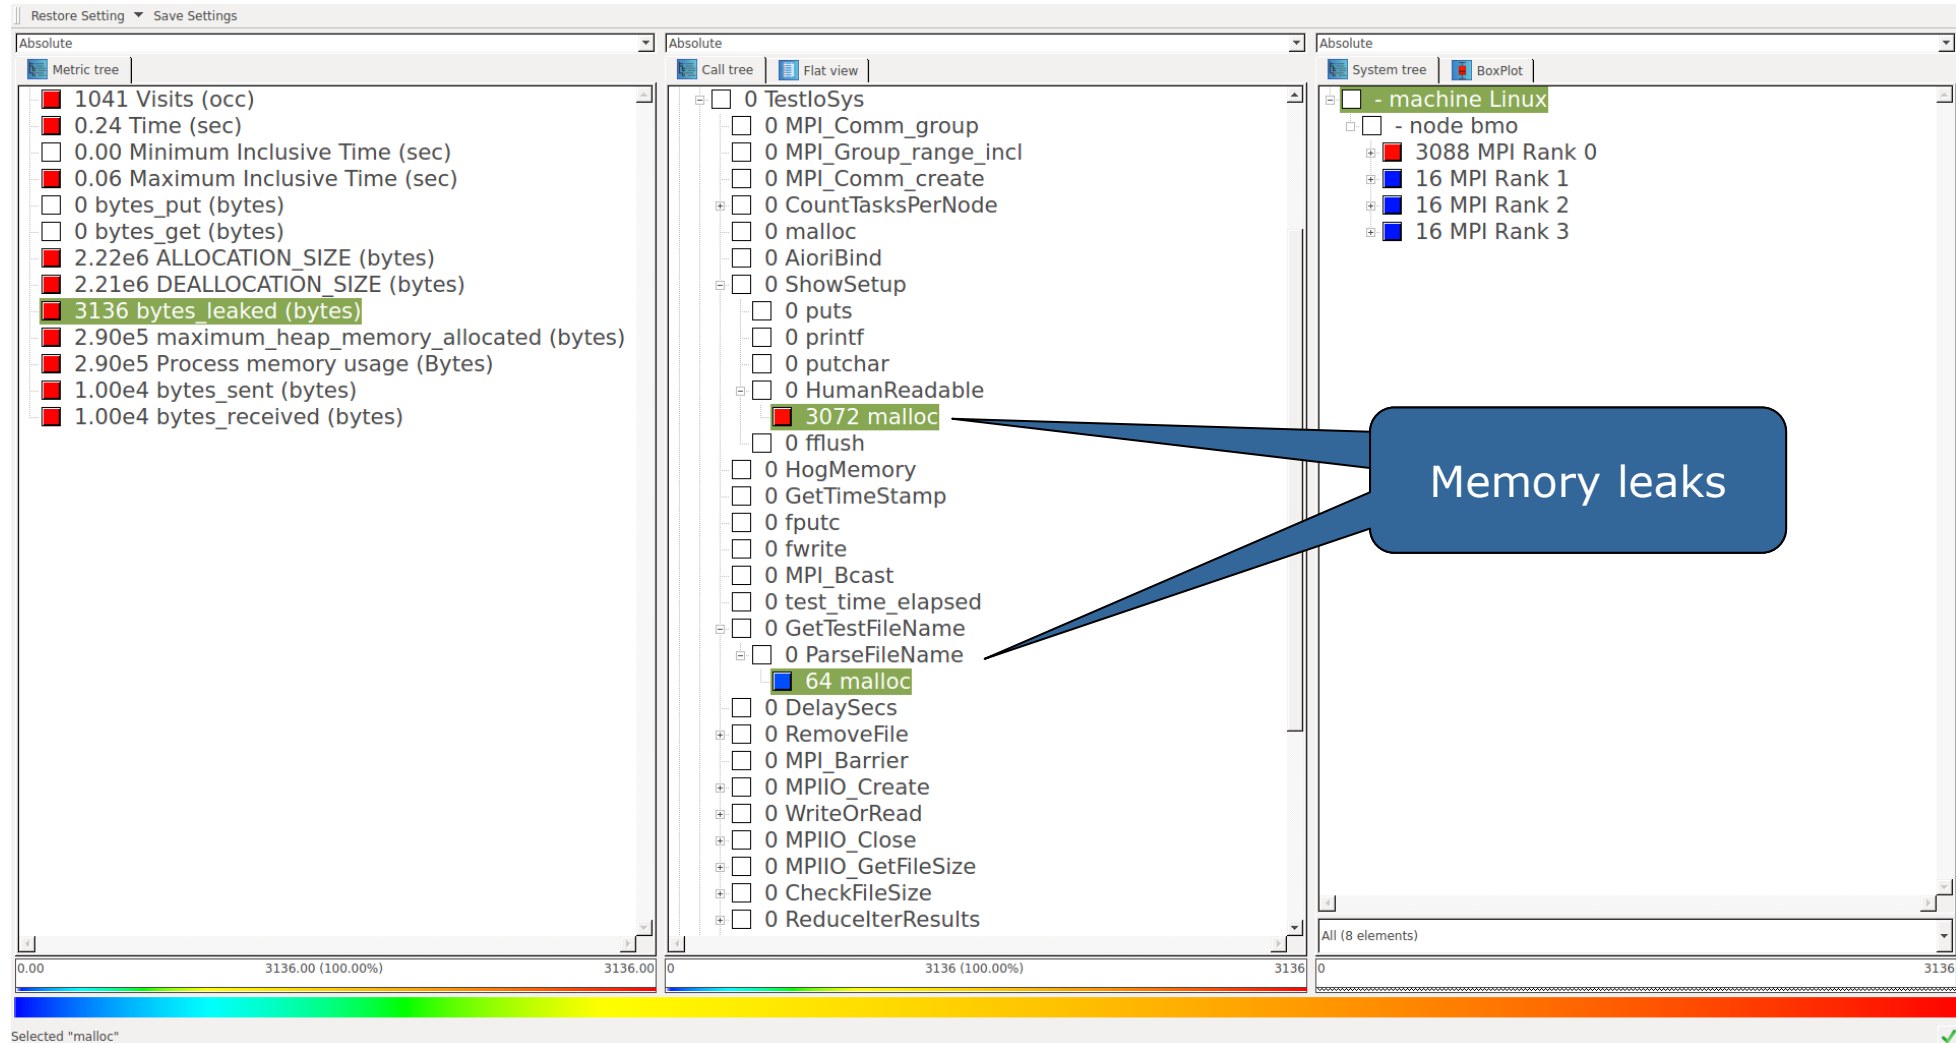 Restore Setting Save Settings
Absolute
Metric tree
1041 Visits (occ)
0.24 Time (sec)
0.00 Minimum Inclusive Time (sec)
0.06 Maximum Inclusive Time (sec)
0 bytes_put (bytes)
0 bytes_get (bytes)
2.22e6 ALLOCATION_SIZE (bytes)
2.21e6 DEALLOCATION_SIZE (bytes)
3136 bytes_leaked (bytes)
2.90e5 maximum_heap_memory_allocated (bytes)
2.90e5 Process memory usage (Bytes)
1.00e4 bytes_sent (bytes)
1.00e4 bytes_received (bytes)
0.00 3136.00 (100.00%) 3136.00
Absolute
Call tree Flat view
0 TestIoSys
0 MPI_Comm_group
0 MPI_Group_range_incl
0 MPI_Comm_create
0 CountTasksPerNode
0 malloc
0 AioriBind
0 ShowSetup
0 puts
0 printf
0 putchar
0 HumanReadable
3072 malloc
0 fflush
0 HogMemory
0 GetTimeStamp
0 fputc
0 fwrite
0 MPI_Bcast
0 test_time_elapsed
0 GetTestFileName
0 ParseFileName
64 malloc
0 DelaySecs
0 RemoveFile
0 MPI_Barrier
0 MPIIO_Create
0 WriteOrRead
0 MPIIO_Close
0 MPIIO_GetFileSize
0 CheckFileSize
0 ReduceIterResults
0 3136 (100.00%) 3136
Absolute
System tree BoxPlot
- machine Linux
- node bmo
3088 MPI Rank 0
16 MPI Rank 1
16 MPI Rank 2
16 MPI Rank 3
Memory leaks
All (8 elements)
0 3136
Selected "malloc"